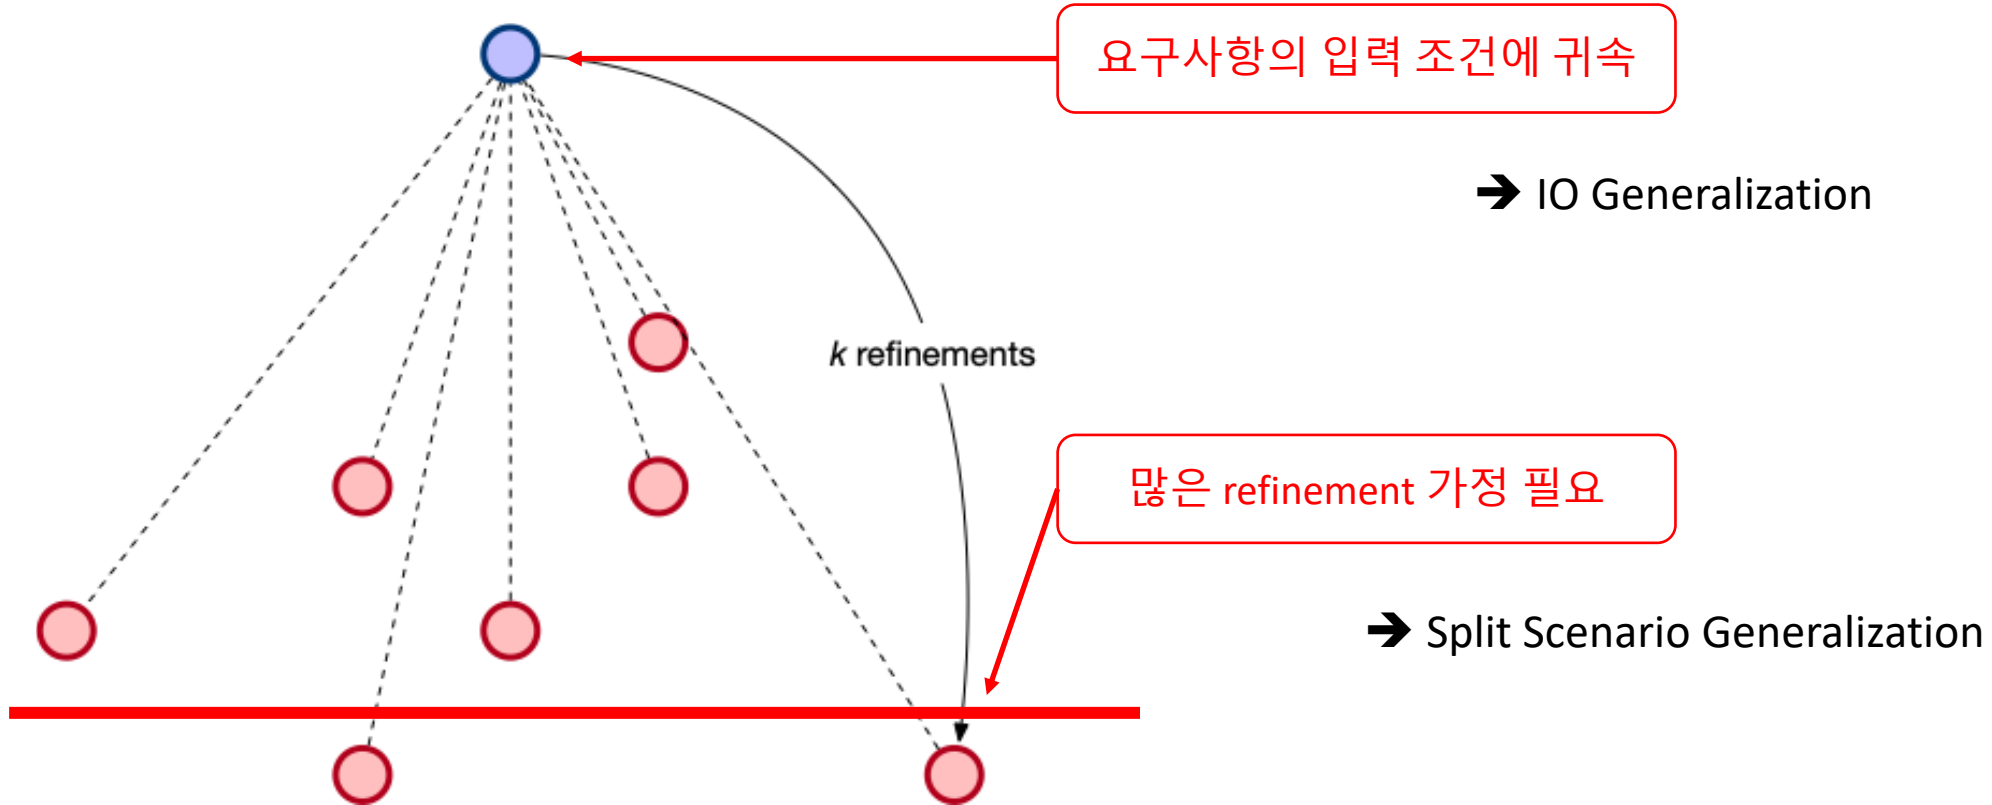 요구사항의 입력 조건에 귀속
➔ IO Generalization
k refinements
많은 refinement 가정 필요
➔ Split Scenario Generalization